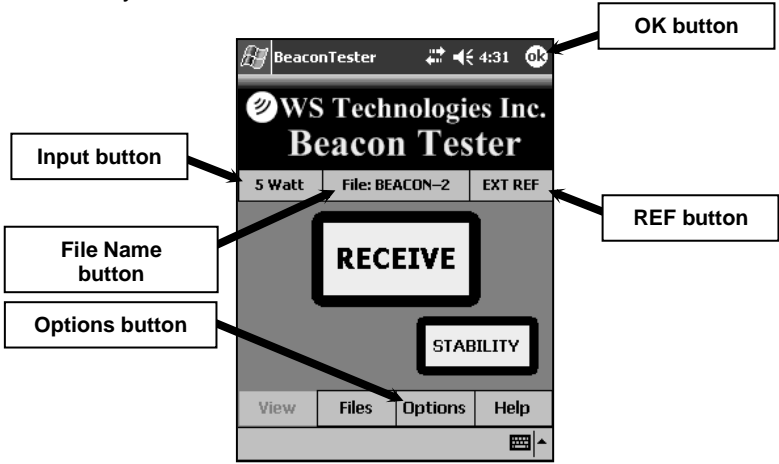 OK button
BeaconTester 4:31 ok
WS Technologies Inc.
Beacon Tester
Input button
5 Watt File: BEACON-2 EXT REF
REF button
File Name
button
RECEIVE
Options button
STABILITY
View Files Options Help